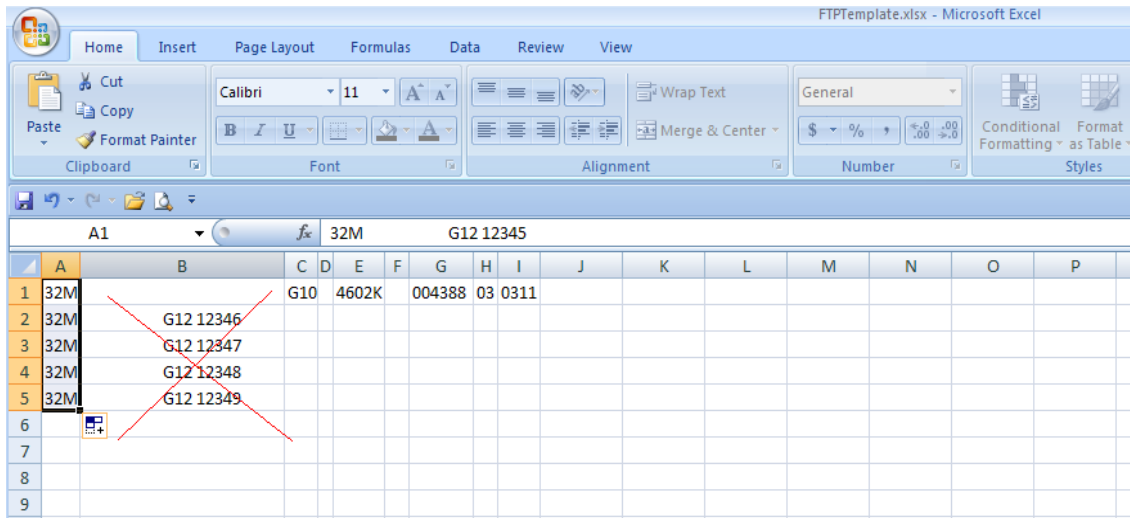 FTPTemplate.xlsx - Microsoft Excel
Home Insert Page Layout Formulas Data Review View
Cut
Copy
Format Painter
Paste
Calibri 11 A A
Wrap Text
General
B I U A
Merge & Center
$ % , .0 .00 .00 .0
Conditional Formatting
Format as Table
Clipboard Font Alignment Number Styles
A1 fx 32M G12 12345
A B C D E F G H I J K L M N O P
1 32M G10 4602K 004388 03 0311
2 32M G12 12346
3 32M G12 12347
4 32M G12 12348
5 32M G12 12349
6
7
8
9